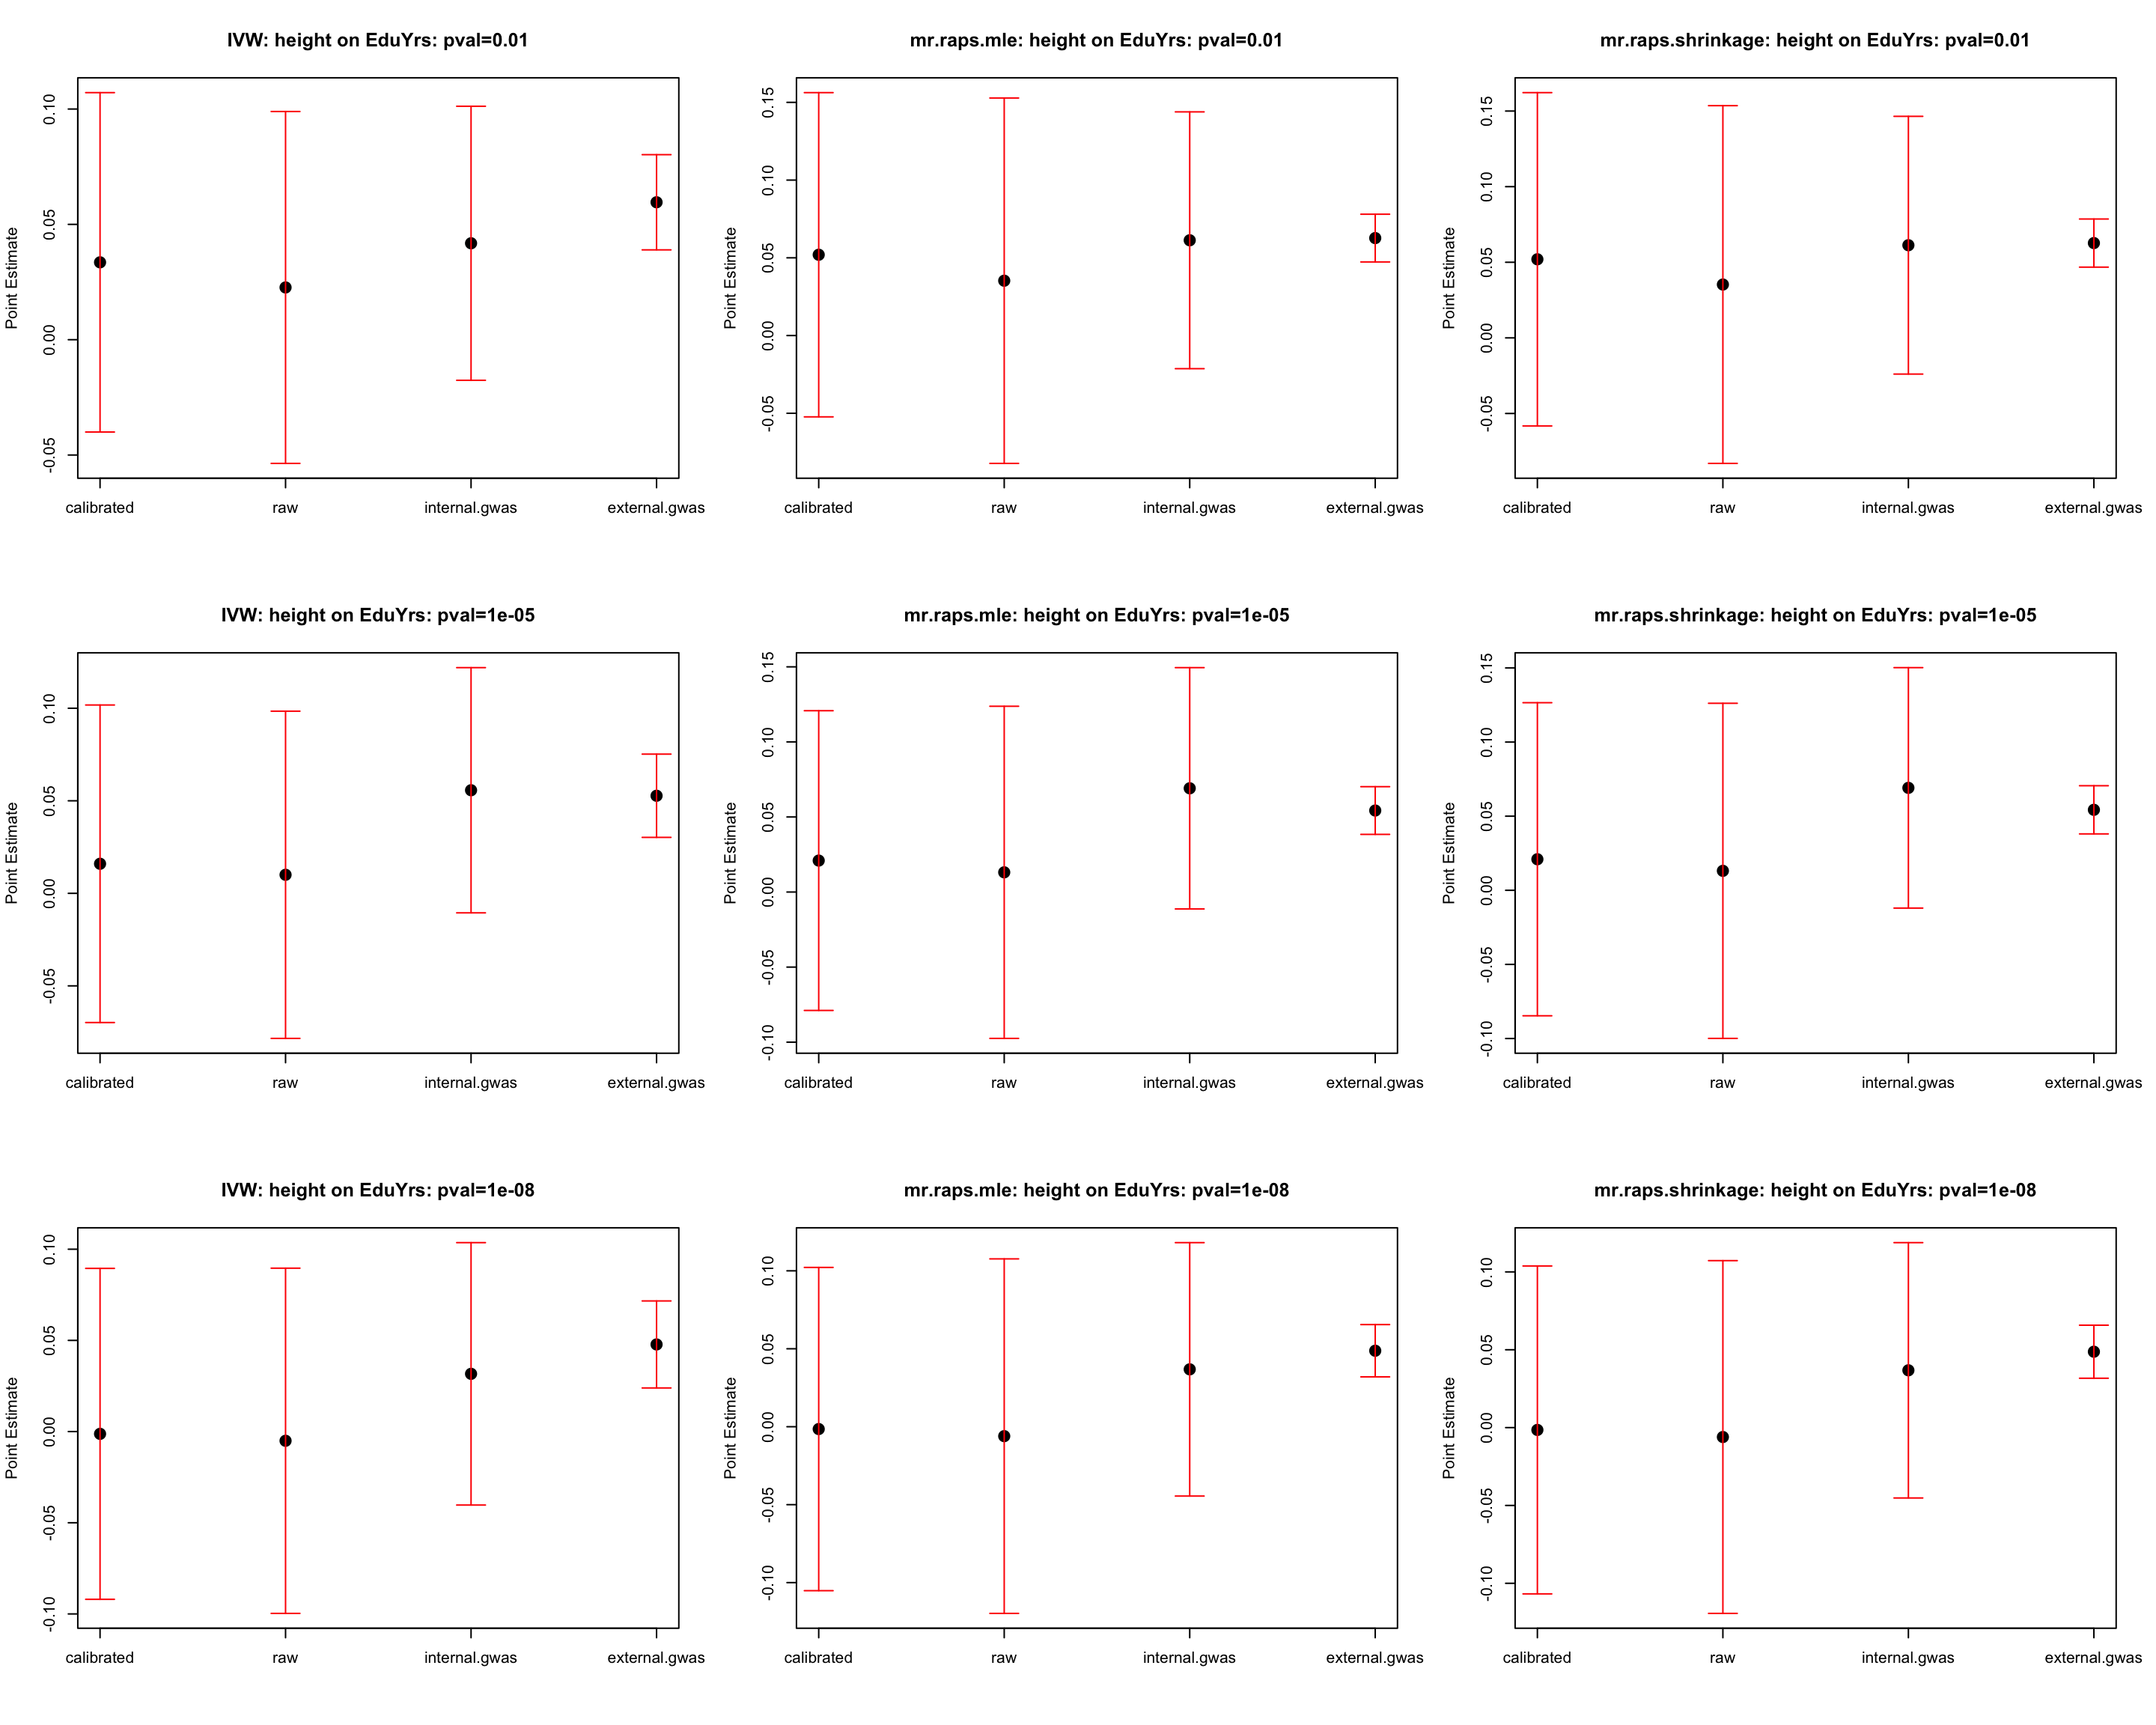 IVW: height on EduYrs: pval=0.01
Point Estimate
0.10
0.05
0.00
-0.05
calibrated raw internal.gwas external.gwas
mr.raps.mle: height on EduYrs: pval=0.01
Point Estimate
0.15
0.10
0.05
0.00
-0.05
calibrated raw internal.gwas external.gwas
mr.raps.shrinkage: height on EduYrs: pval=0.01
Point Estimate
0.15
0.10
0.05
0.00
-0.05
calibrated raw internal.gwas external.gwas
IVW: height on EduYrs: pval=1e-05
Point Estimate
0.10
0.05
0.00
-0.05
calibrated raw internal.gwas external.gwas
mr.raps.mle: height on EduYrs: pval=1e-05
Point Estimate
0.15
0.10
0.05
0.00
-0.05
-0.10
calibrated raw internal.gwas external.gwas
mr.raps.shrinkage: height on EduYrs: pval=1e-05
Point Estimate
0.15
0.10
0.05
0.00
-0.05
-0.10
calibrated raw internal.gwas external.gwas
IVW: height on EduYrs: pval=1e-08
Point Estimate
0.10
0.05
0.00
-0.05
-0.10
calibrated raw internal.gwas external.gwas
mr.raps.mle: height on EduYrs: pval=1e-08
Point Estimate
0.10
0.05
0.00
-0.05
-0.10
calibrated raw internal.gwas external.gwas
mr.raps.shrinkage: height on EduYrs: pval=1e-08
Point Estimate
0.10
0.05
0.00
-0.05
-0.10
calibrated raw internal.gwas external.gwas